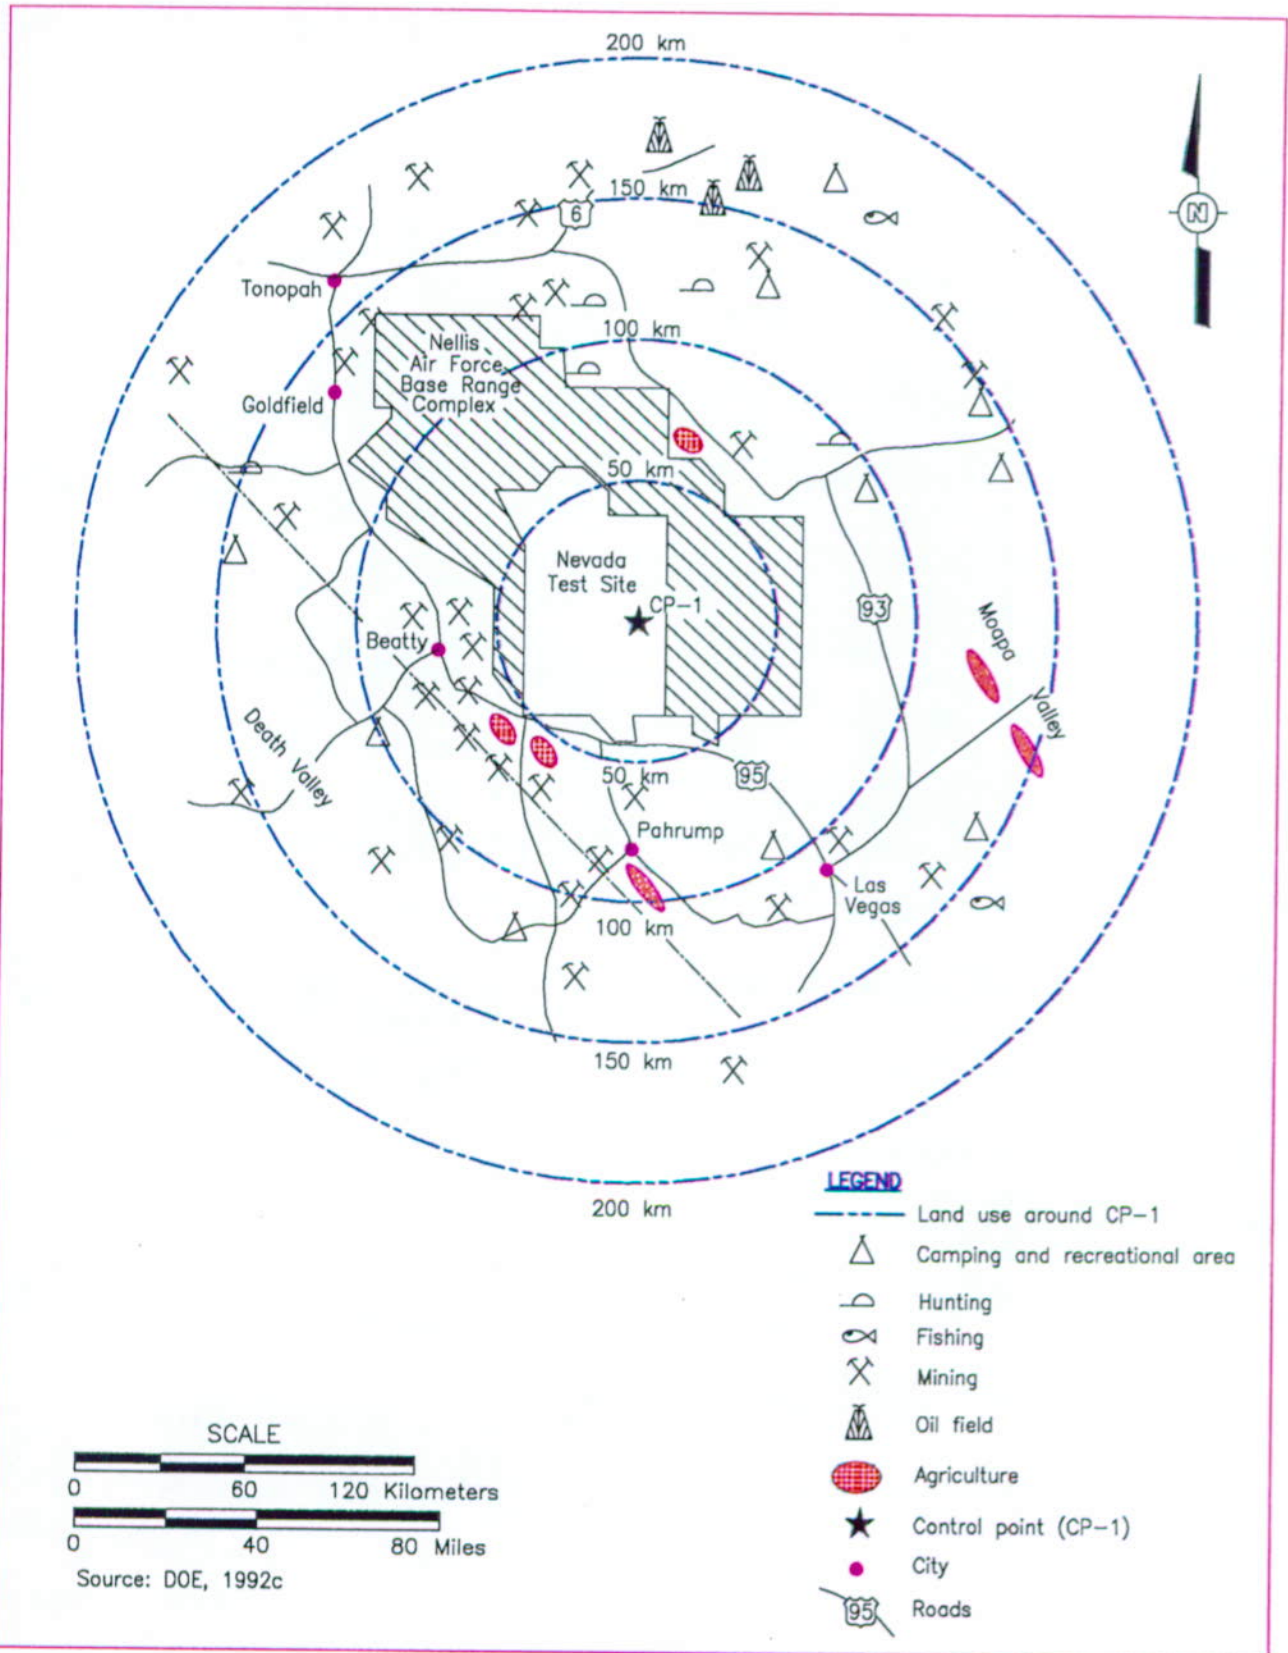 200 km
150 km
6
Tonopah
100 km
Nellis
Air Force
Base Range
Complex
Goldfield
50 km
Nevada
Test Site
CP-1
93
Moapa
Valley
Beatty
Death Valley
50 km
95
Pahrump
Las
Vegas
100 km
150 km
200 km
N
LEGEND
Land use around CP-1
Camping and recreational area
Hunting
Fishing
Mining
Oil field
Agriculture
Control point (CP-1)
City
95 Roads
SCALE
0 60 120 Kilometers
0 40 80 Miles
Source: DOE, 1992c